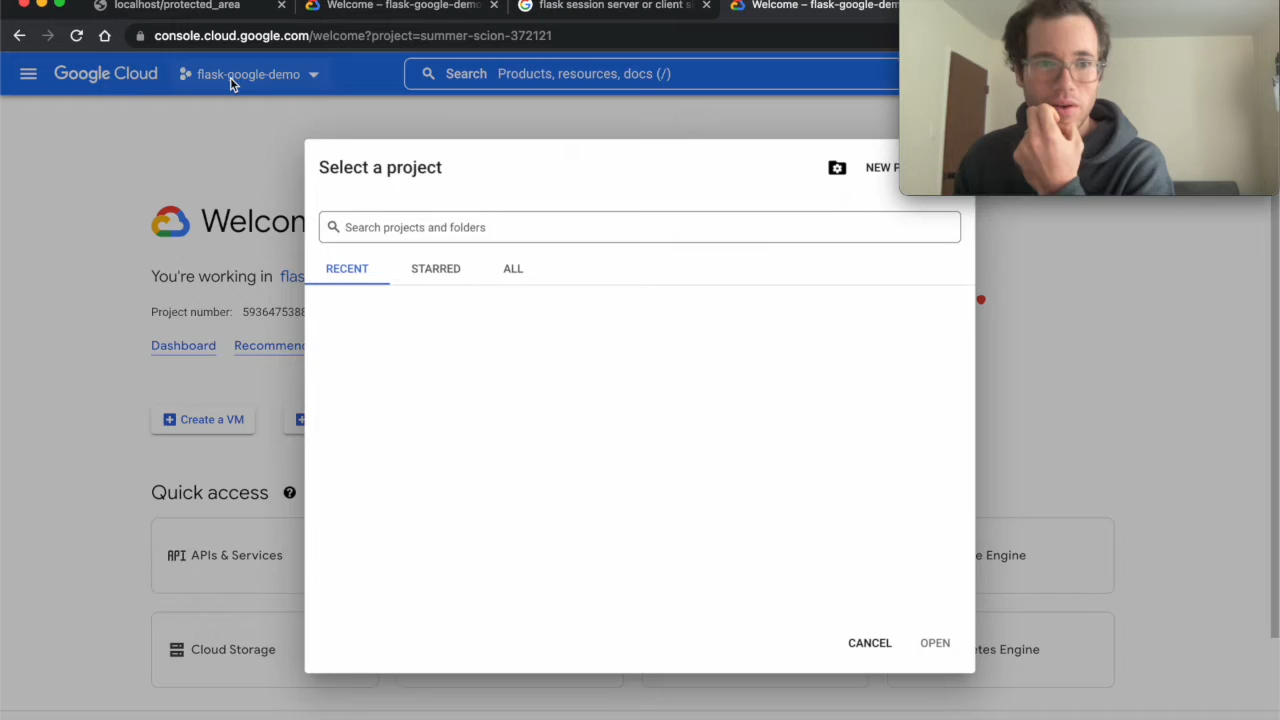 localhost/protected_area
Welcome – flask-google-demo
flask session server or client s
Welcome – flask-google-dem
console.cloud.google.com/welcome?project=summer-scion-372121
Google Cloud
flask-google-demo
Search Products, resources, docs (/)
Select a project
NEW P
Search projects and folders
RECENT
STARRED
ALL
Welcon
You're working in flas
Project number: 5936475388
Dashboard
Recommend
Create a VM
Quick access
API APIs & Services
e Engine
Cloud Storage
etes Engine
CANCEL
OPEN